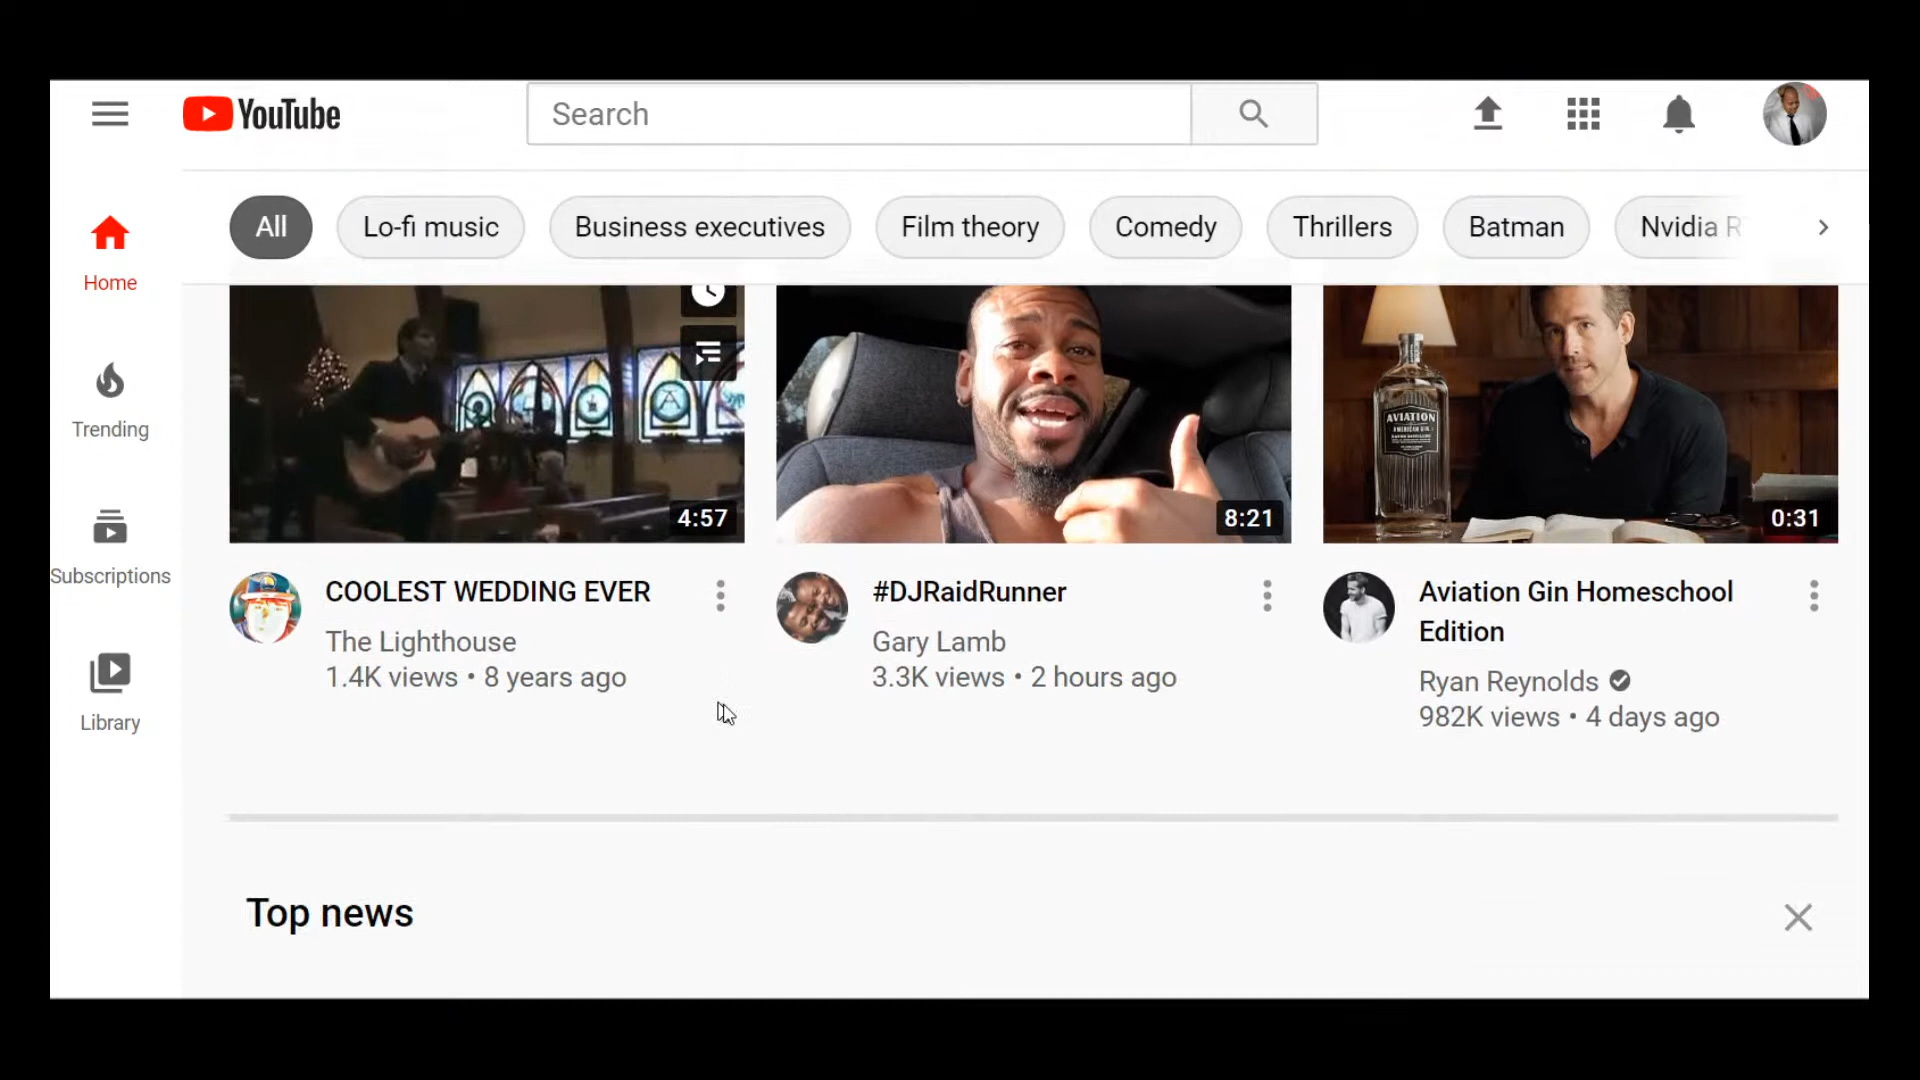 YouTube
Search
All
Lo-fi music
Business executives
Film theory
Comedy
Thrillers
Batman
Nvidia R
Home
Trending
Subscriptions
Library
4:57
8:21
AVIATION
AMERICAN GIN
0:31
COOLEST WEDDING EVER
The Lighthouse
1.4K views • 8 years ago
#DJRaidRunner
Gary Lamb
3.3K views • 2 hours ago
Aviation Gin Homeschool
Edition
Ryan Reynolds
982K views • 4 days ago
Top news